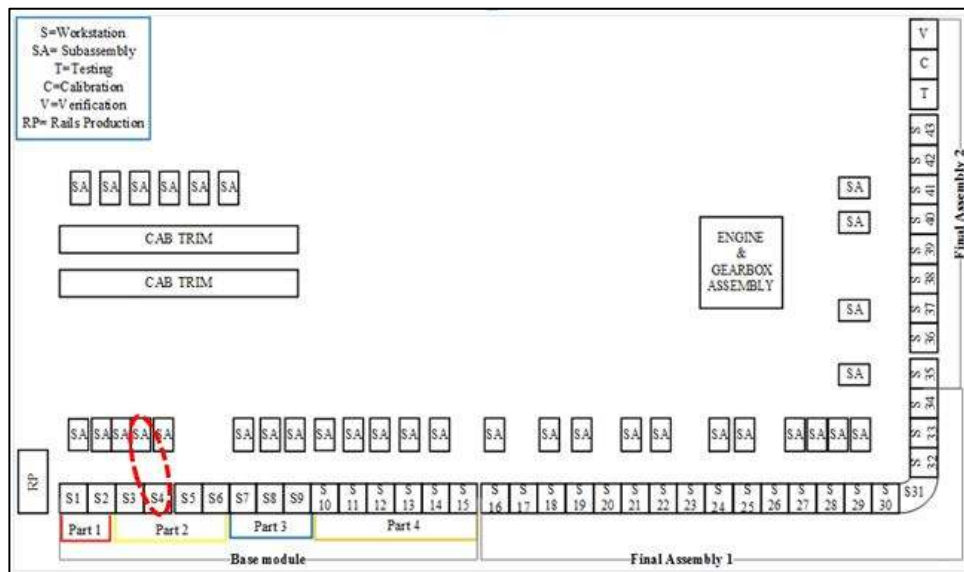 S=Workstation
SA= Subassembly
T=Testing
C=Calibration
V=Verification
RP= Rails Production
V
C
T
S 43
S 42
S 41
S 40
S 39
S 38
S 37
S 36
S 35
S 34
S 33
S 32
S31
Final Assembly 2
SA SA SA SA SA SA
CAB TRIM
CAB TRIM
ENGINE
&
GEARBOX
ASSEMBLY
SA
SA
SA
SA
SA SA SA SA SA SA SA SA SA SA SA SA SA SA SA SA SA SA SA SA SA SA SA SA
RP
S1 S2 S3 S4 S5 S6 S7 S8 S9 S 10 S 11 S 12 S 13 S 14 S 15 S 16 S 17 S 18 S 19 S 20 S 21 S 22 S 23 S 24 S 25 S 26 S 27 S 28 S 29 S 30
Part 1 Part 2 Part 3 Part 4
Base module Final Assembly 1